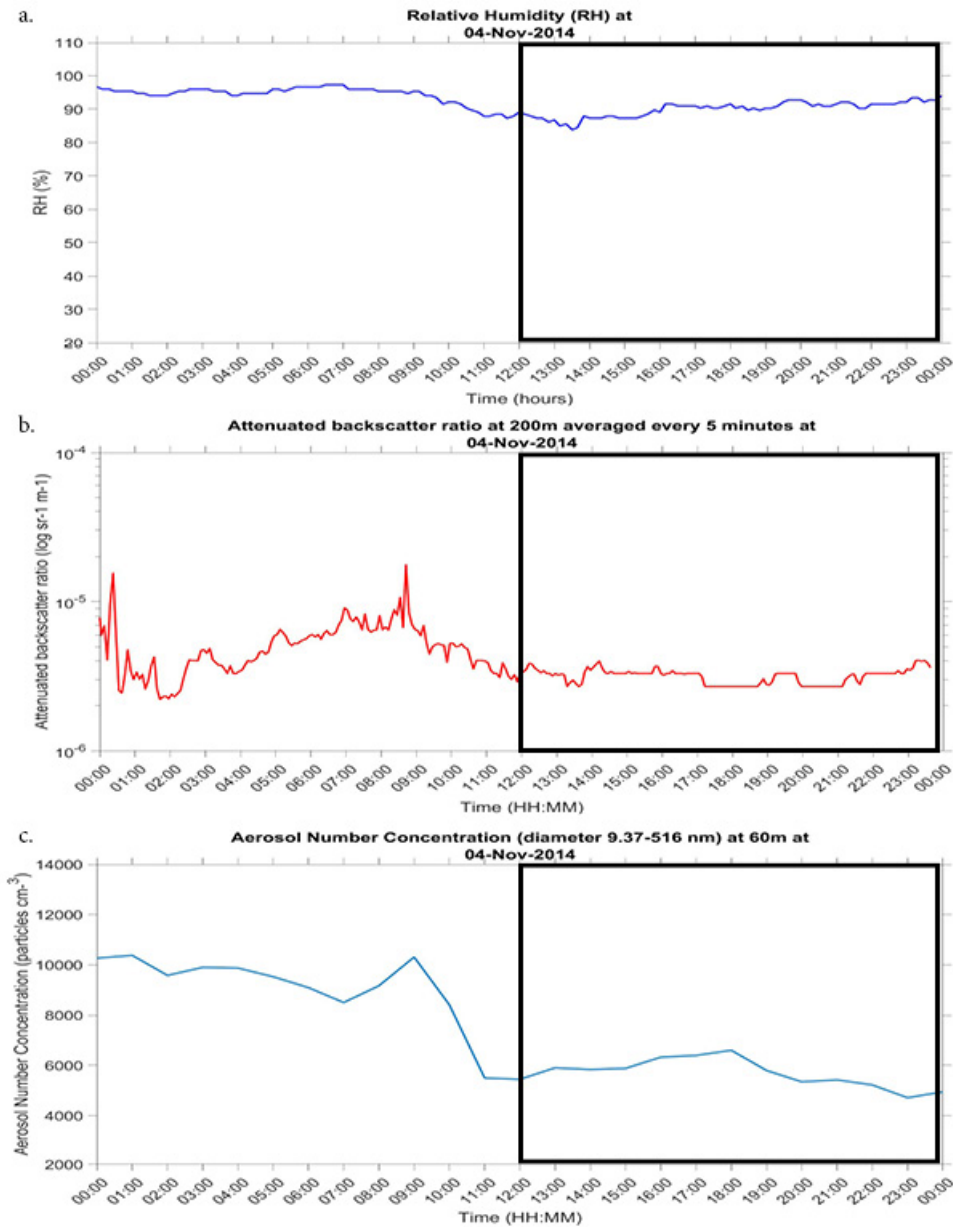 a.
Relative Humidity (RH) at
04-Nov-2014
110
100
90
80
70
60
50
40
30
20
RH (%)
00:00 01:00 02:00 03:00 04:00 05:00 06:00 07:00 08:00 09:00 10:00 11:00 12:00 13:00 14:00 15:00 16:00 17:00 18:00 19:00 20:00 21:00 22:00 23:00 00:00
Time (hours)
b.
Attenuated backscatter ratio at 200m averaged every 5 minutes at
04-Nov-2014
10-4
10-5
10-6
Attenuated backscatter ratio (log sr-1 m-1)
00:00 01:00 02:00 03:00 04:00 05:00 06:00 07:00 08:00 09:00 10:00 11:00 12:00 13:00 14:00 15:00 16:00 17:00 18:00 19:00 20:00 21:00 22:00 23:00 00:00
Time (HH:MM)
c.
Aerosol Number Concentration (diameter 9.37-516 nm) at 60m at
04-Nov-2014
14000
12000
10000
8000
6000
4000
2000
Aerosol Number Concentration (particles cm-3)
00:00 01:00 02:00 03:00 04:00 05:00 06:00 07:00 08:00 09:00 10:00 11:00 12:00 13:00 14:00 15:00 16:00 17:00 18:00 19:00 20:00 21:00 22:00 23:00 00:00
Time (HH:MM)